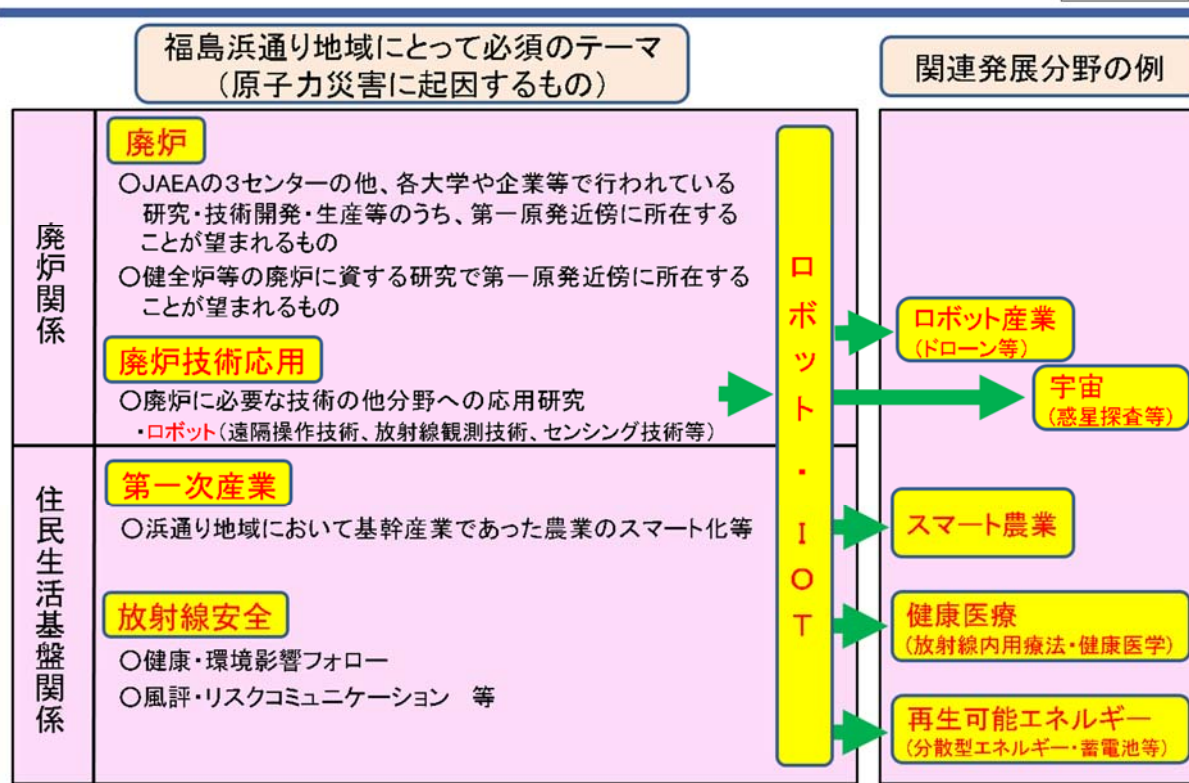 福島浜通り地域にとって必須のテーマ
(原子力災害に起因するもの)
関連発展分野の例
廃炉関係
廃炉
○JAEAの3センターの他、各大学や企業等で行われている
研究・技術開発・生産等のうち、第一原発近傍に所在する
ことが望まれるもの
○健全炉等の廃炉に資する研究で第一原発近傍に所在する
ことが望まれるもの
廃炉技術応用
○廃炉に必要な技術の他分野への応用研究
・ロボット(遠隔操作技術、放射線観測技術、センシング技術等)
住民生活基盤関係
第一次産業
○浜通り地域において基幹産業であった農業のスマート化等
放射線安全
○健康・環境影響フォロー
○風評・リスクコミュニケーション 等
ロボット・IOT
ロボット産業
(ドローン等)
宇宙
(惑星探査等)
スマート農業
健康医療
(放射線内用療法・健康医学)
再生可能エネルギー
(分散型エネルギー・蓄電池等)